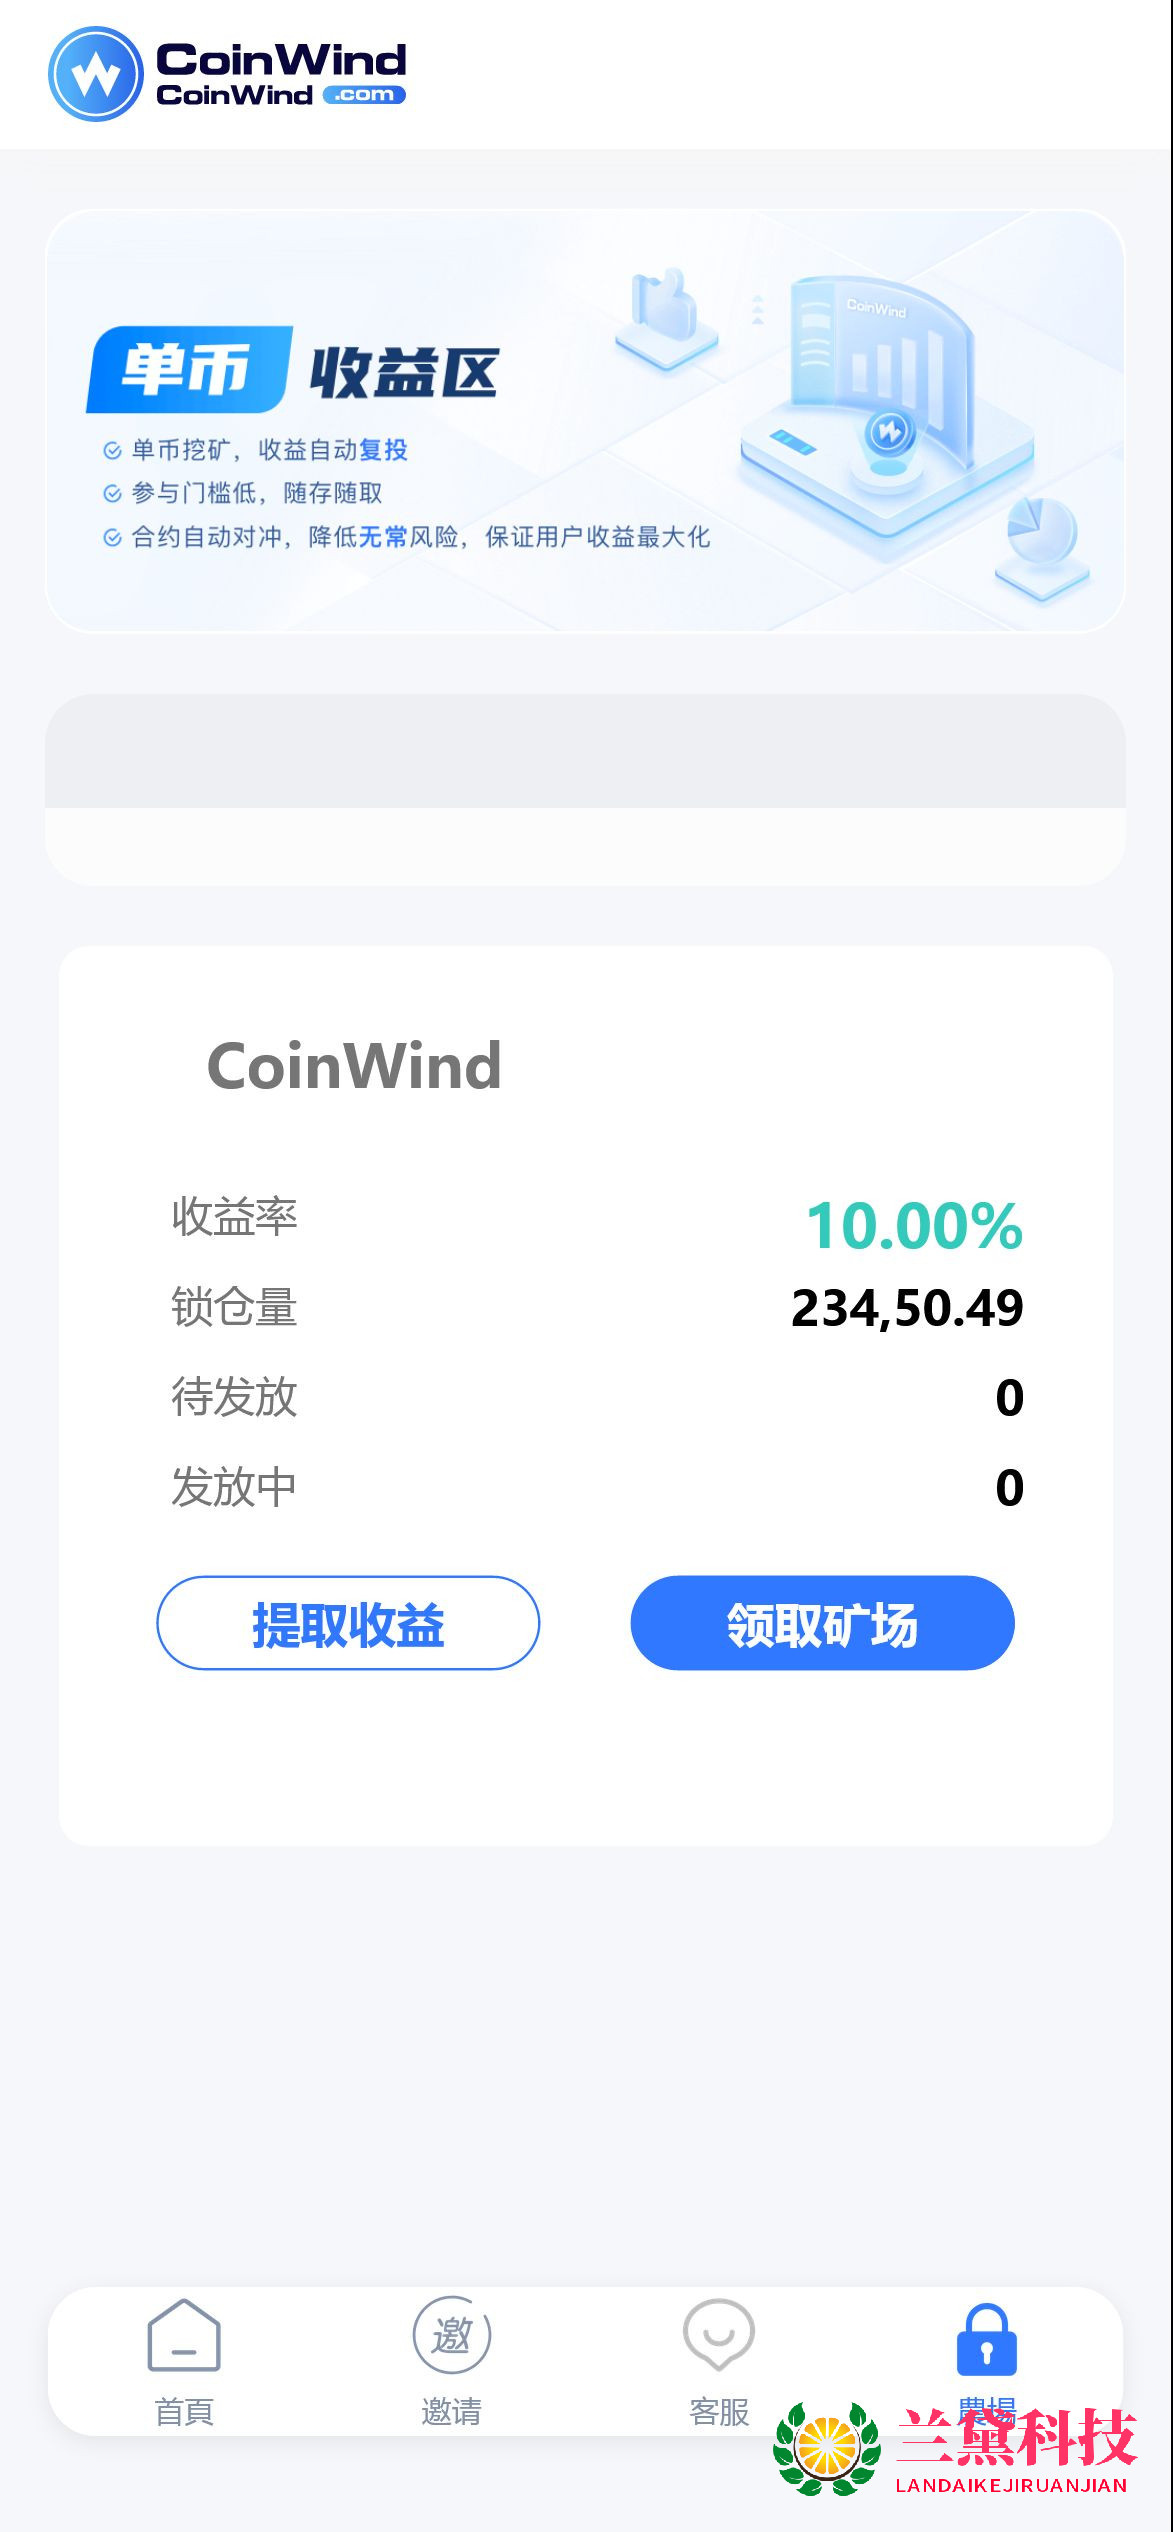 CoinWind
CoinWind .com
CoinWind
单币 收益区
单币挖矿，收益自动复投
参与门槛低，随存随取
合约自动对冲，降低无常风险，保证用户收益最大化
CoinWind
收益率 10.00%
锁仓量 234,50.49
待发放 0
发放中 0
提取收益 领取矿场
邀
首頁 邀请 客服 農場
兰黛科技
LANDAIKEJIRUANJIAN